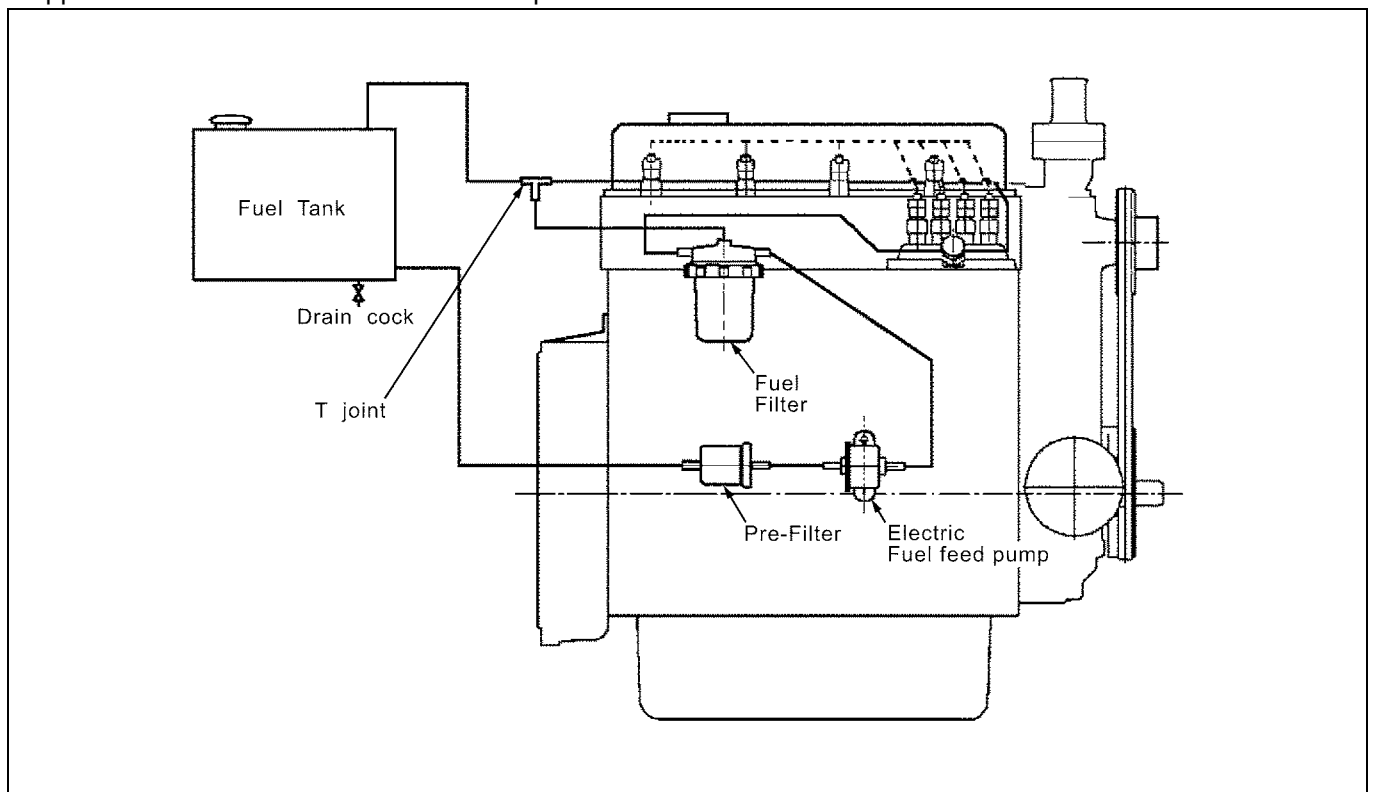 Fuel Tank
Drain cock
T joint
Fuel
Filter
Pre-Filter
Electric
Fuel feed pump